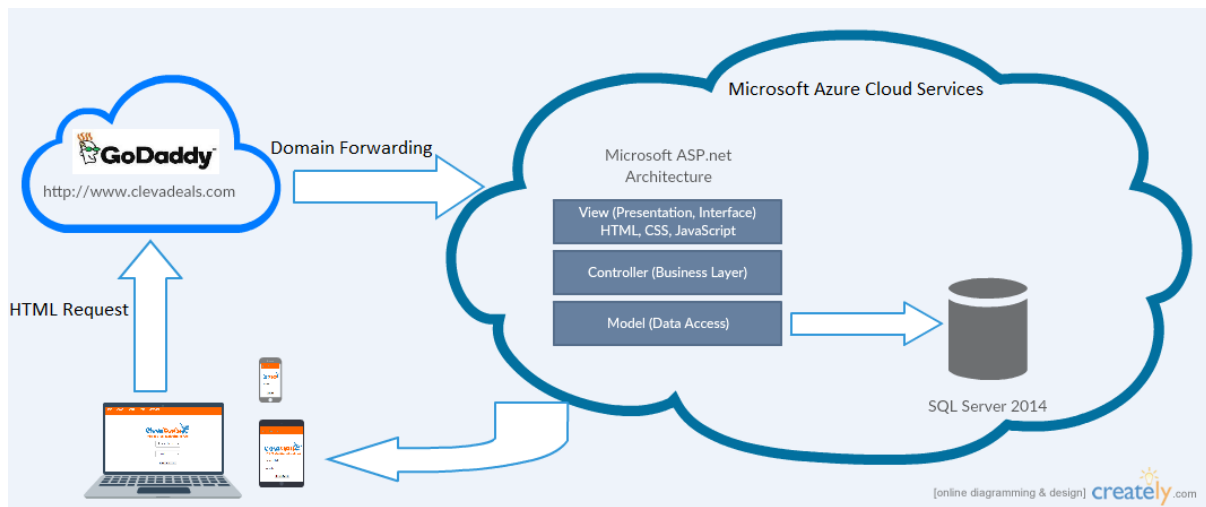 Microsoft Azure Cloud Services
GoDaddy
http://www.clevadeals.com
Domain Forwarding
Microsoft ASP.net
Architecture
View (Presentation, Interface)
HTML, CSS, JavaScript
Controller (Business Layer)
Model (Data Access)
HTML Request
SQL Server 2014
[online diagramming & design] creately.com